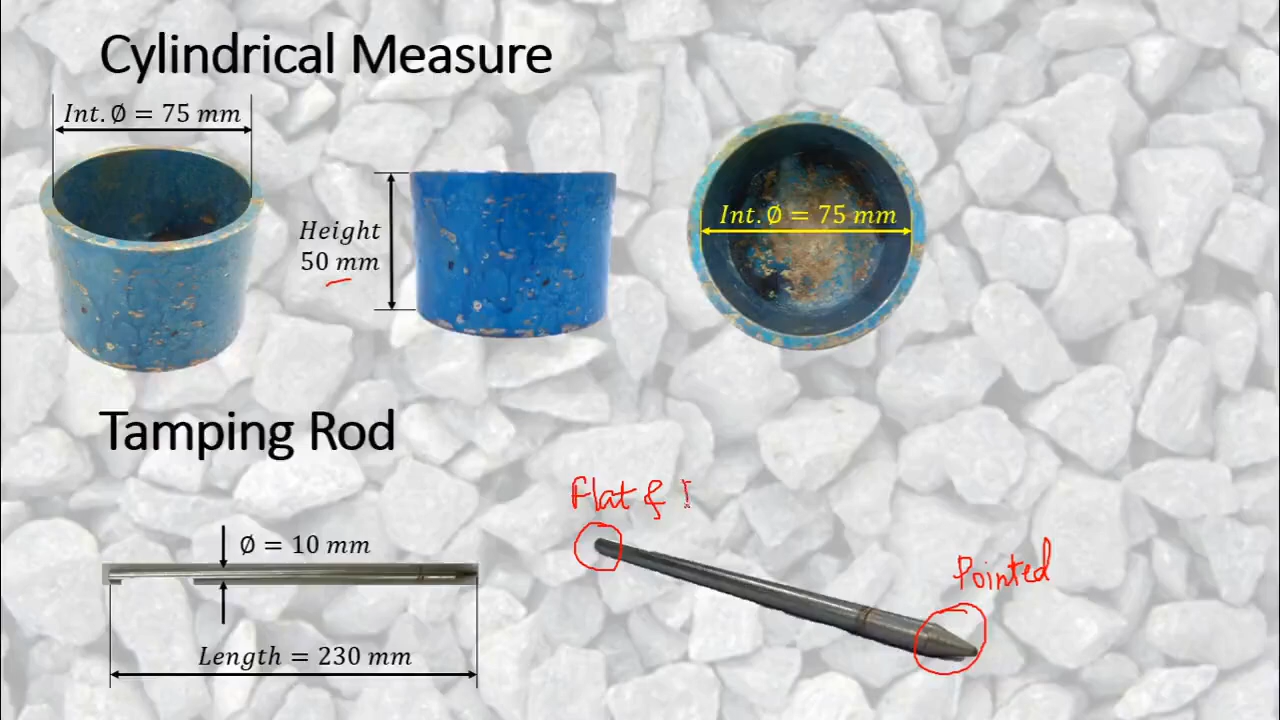 Cylindrical Measure
Int. Ø = 75 mm
Height
50 mm
Int. Ø = 75 mm
Tamping Rod
Ø = 10 mm
Length = 230 mm
Flat &
Pointed